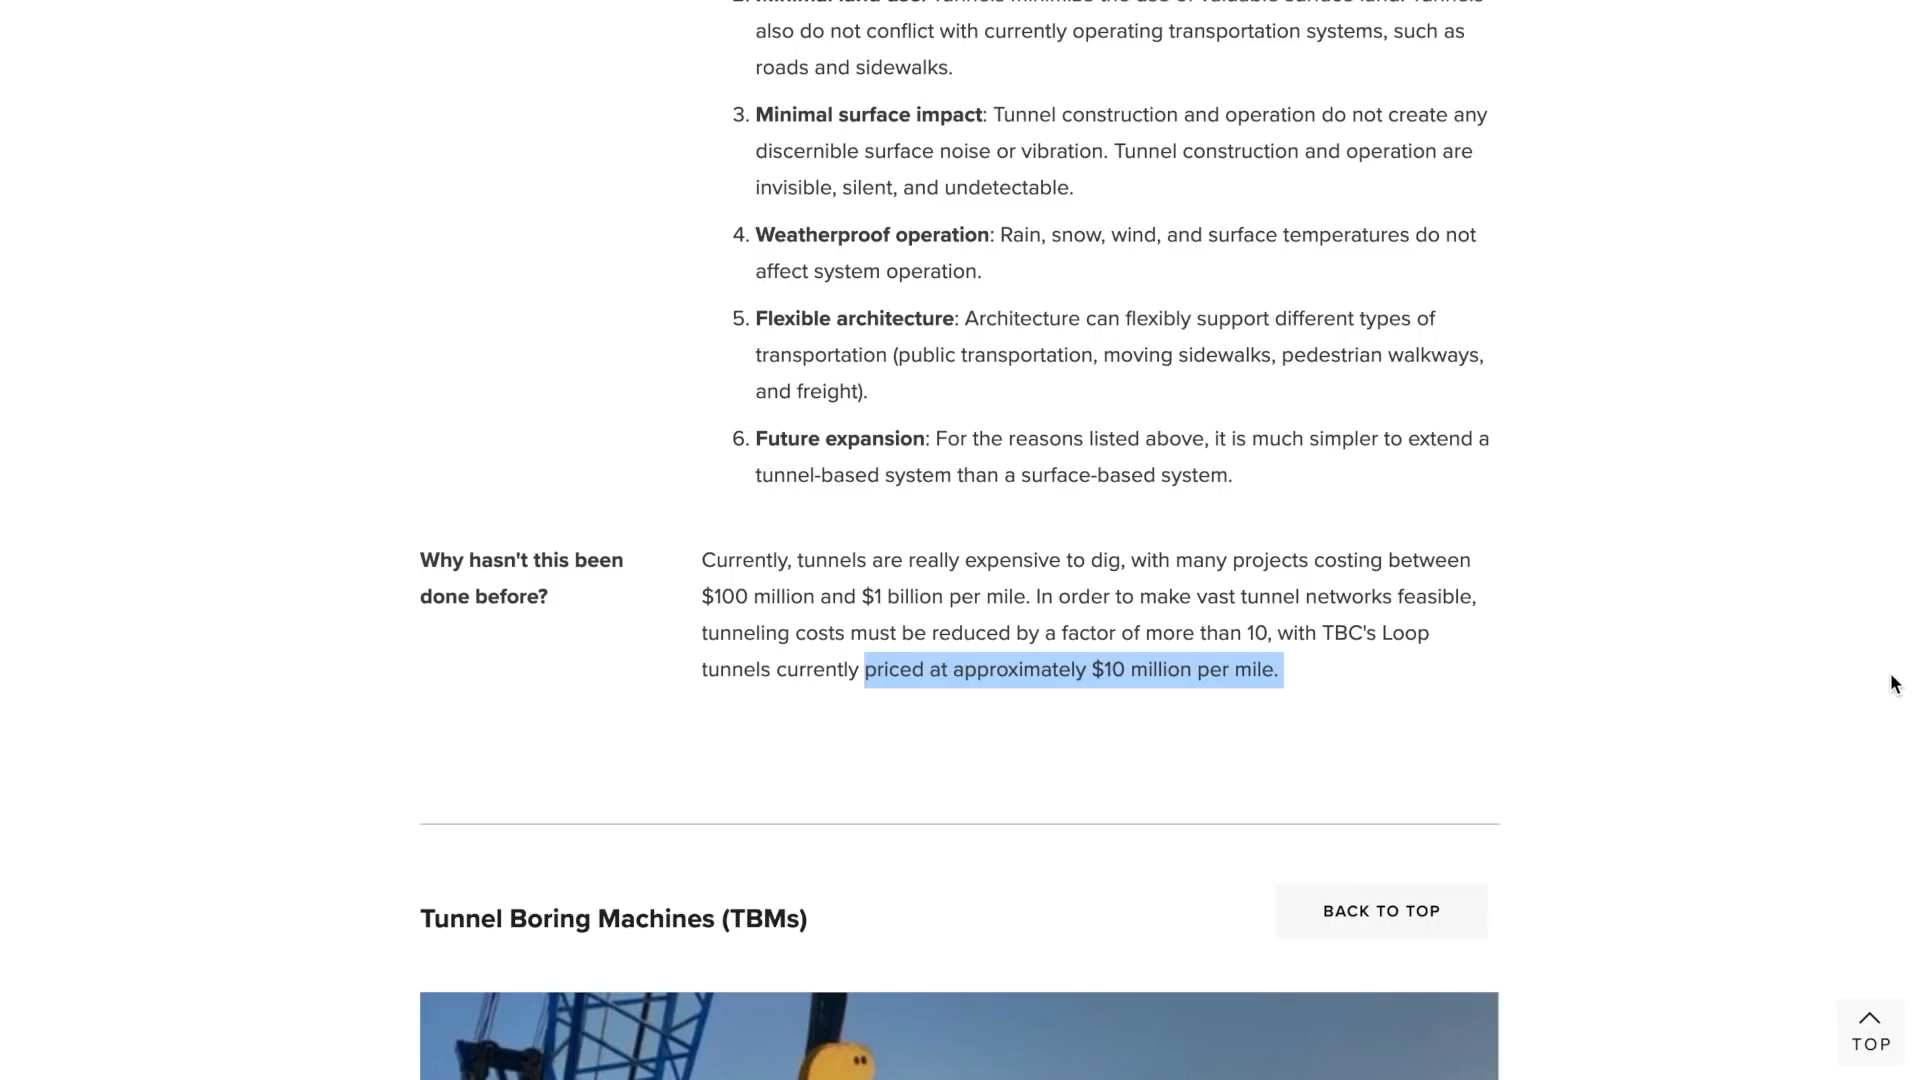 also do not conflict with currently operating transportation systems, such as
roads and sidewalks.
3. Minimal surface impact: Tunnel construction and operation do not create any
discernible surface noise or vibration. Tunnel construction and operation are
invisible, silent, and undetectable.
4. Weatherproof operation: Rain, snow, wind, and surface temperatures do not
affect system operation.
5. Flexible architecture: Architecture can flexibly support different types of
transportation (public transportation, moving sidewalks, pedestrian walkways,
and freight).
6. Future expansion: For the reasons listed above, it is much simpler to extend a
tunnel-based system than a surface-based system.
Why hasn't this been
done before?
Currently, tunnels are really expensive to dig, with many projects costing between
$100 million and $1 billion per mile. In order to make vast tunnel networks feasible,
tunneling costs must be reduced by a factor of more than 10, with TBC's Loop
tunnels currently priced at approximately $10 million per mile.
Tunnel Boring Machines (TBMs)
BACK TO TOP
TOP